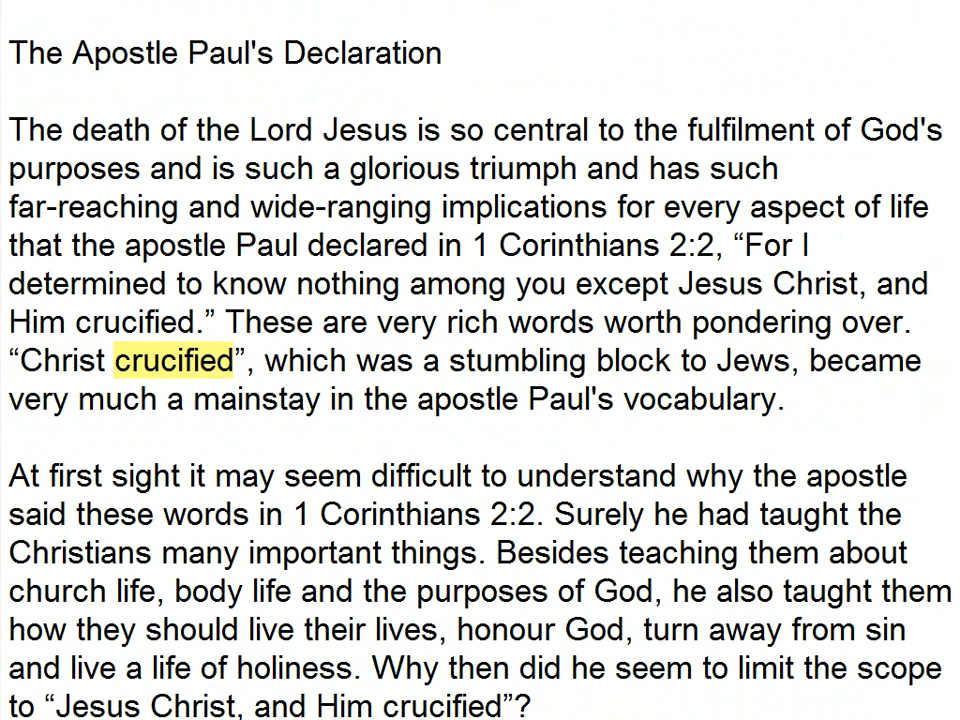 The Apostle Paul's Declaration
The death of the Lord Jesus is so central to the fulfilment of God's
purposes and is such a glorious triumph and has such
far-reaching and wide-ranging implications for every aspect of life
that the apostle Paul declared in 1 Corinthians 2:2, “For I
determined to know nothing among you except Jesus Christ, and
Him crucified.” These are very rich words worth pondering over.
“Christ crucified”, which was a stumbling block to Jews, became
very much a mainstay in the apostle Paul's vocabulary.
At first sight it may seem difficult to understand why the apostle
said these words in 1 Corinthians 2:2. Surely he had taught the
Christians many important things. Besides teaching them about
church life, body life and the purposes of God, he also taught them
how they should live their lives, honour God, turn away from sin
and live a life of holiness. Why then did he seem to limit the scope
to “Jesus Christ, and Him crucified”?